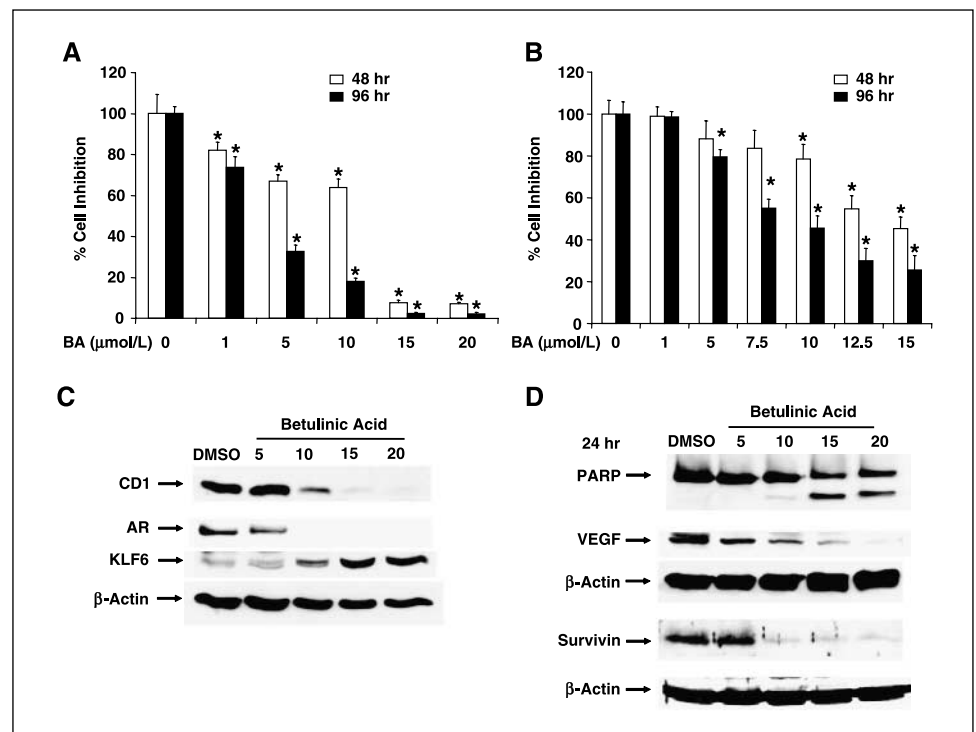 A
120
100
80
60
40
20
0
% Cell Inhibition
48 hr
96 hr
* * * * * * * * * *
BA (μmol/L) 0 1 5 10 15 20
B
120
100
80
60
40
20
0
% Cell Inhibition
48 hr
96 hr
* * * * * * * *
BA (μmol/L) 0 1 5 7.5 10 12.5 15
C
Betulinic Acid
DMSO 5 10 15 20
CD1
AR
KLF6
β-Actin
D
Betulinic Acid
24 hr DMSO 5 10 15 20
PARP
VEGF
β-Actin
Survivin
β-Actin